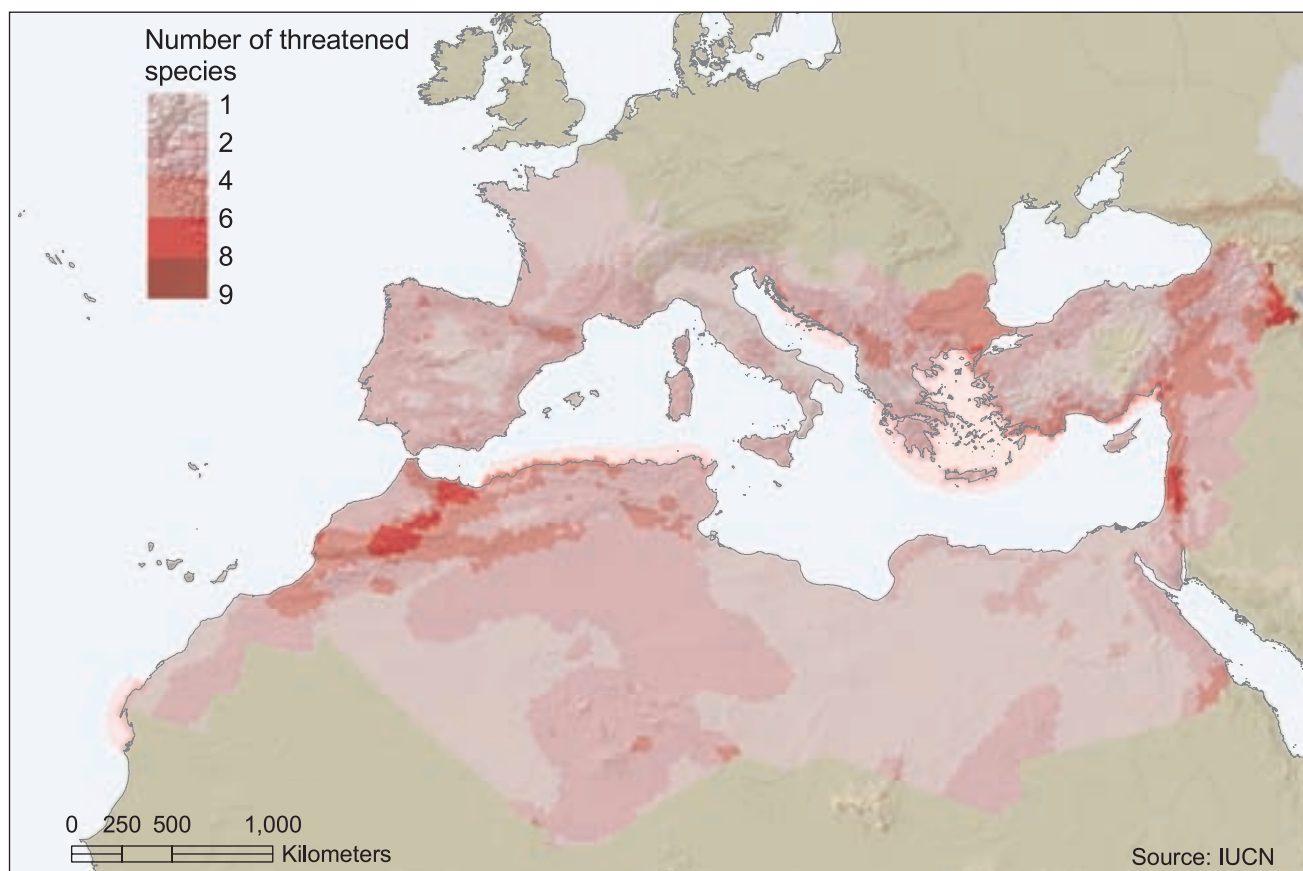 Number of threatened
species
1
2
4
6
8
9
0 250 500 1,000
Kilometers
Source: IUCN